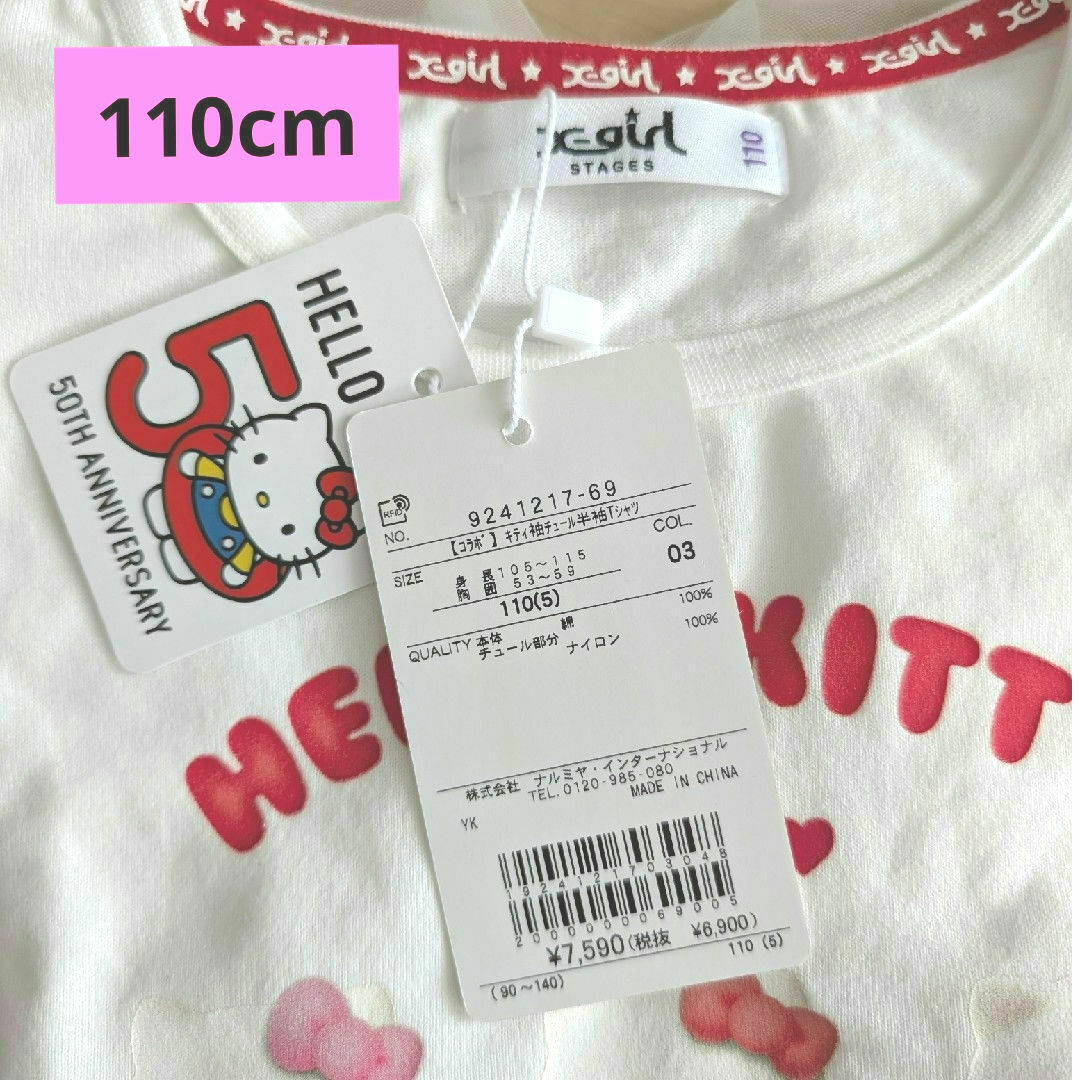 X-girl ★ X-girl ★ X-girl ★ X-girl ★ X-girl ★
110cm
X-girl
STAGES
110
HELLO
50TH ANNIVERSARY
RFID
NO.
9241217-69
【ｺﾗﾎﾞ】ｷﾃｨ袖ﾁｭｰﾙ半袖Tｼｬﾂ
SIZE
COL.
身長105～115
胸囲 53～59
03
110(5)
QUALITY 本体 綿 100%
チュール部分 ナイロン 100%
株式会社 ナルミヤ・インターナショナル
TEL.0120-985-080
MADE IN CHINA
YK
1924121703048
2000000069005
¥7,590(税抜 ¥6,900)
(90～140)
110 (5)
HE
KITT